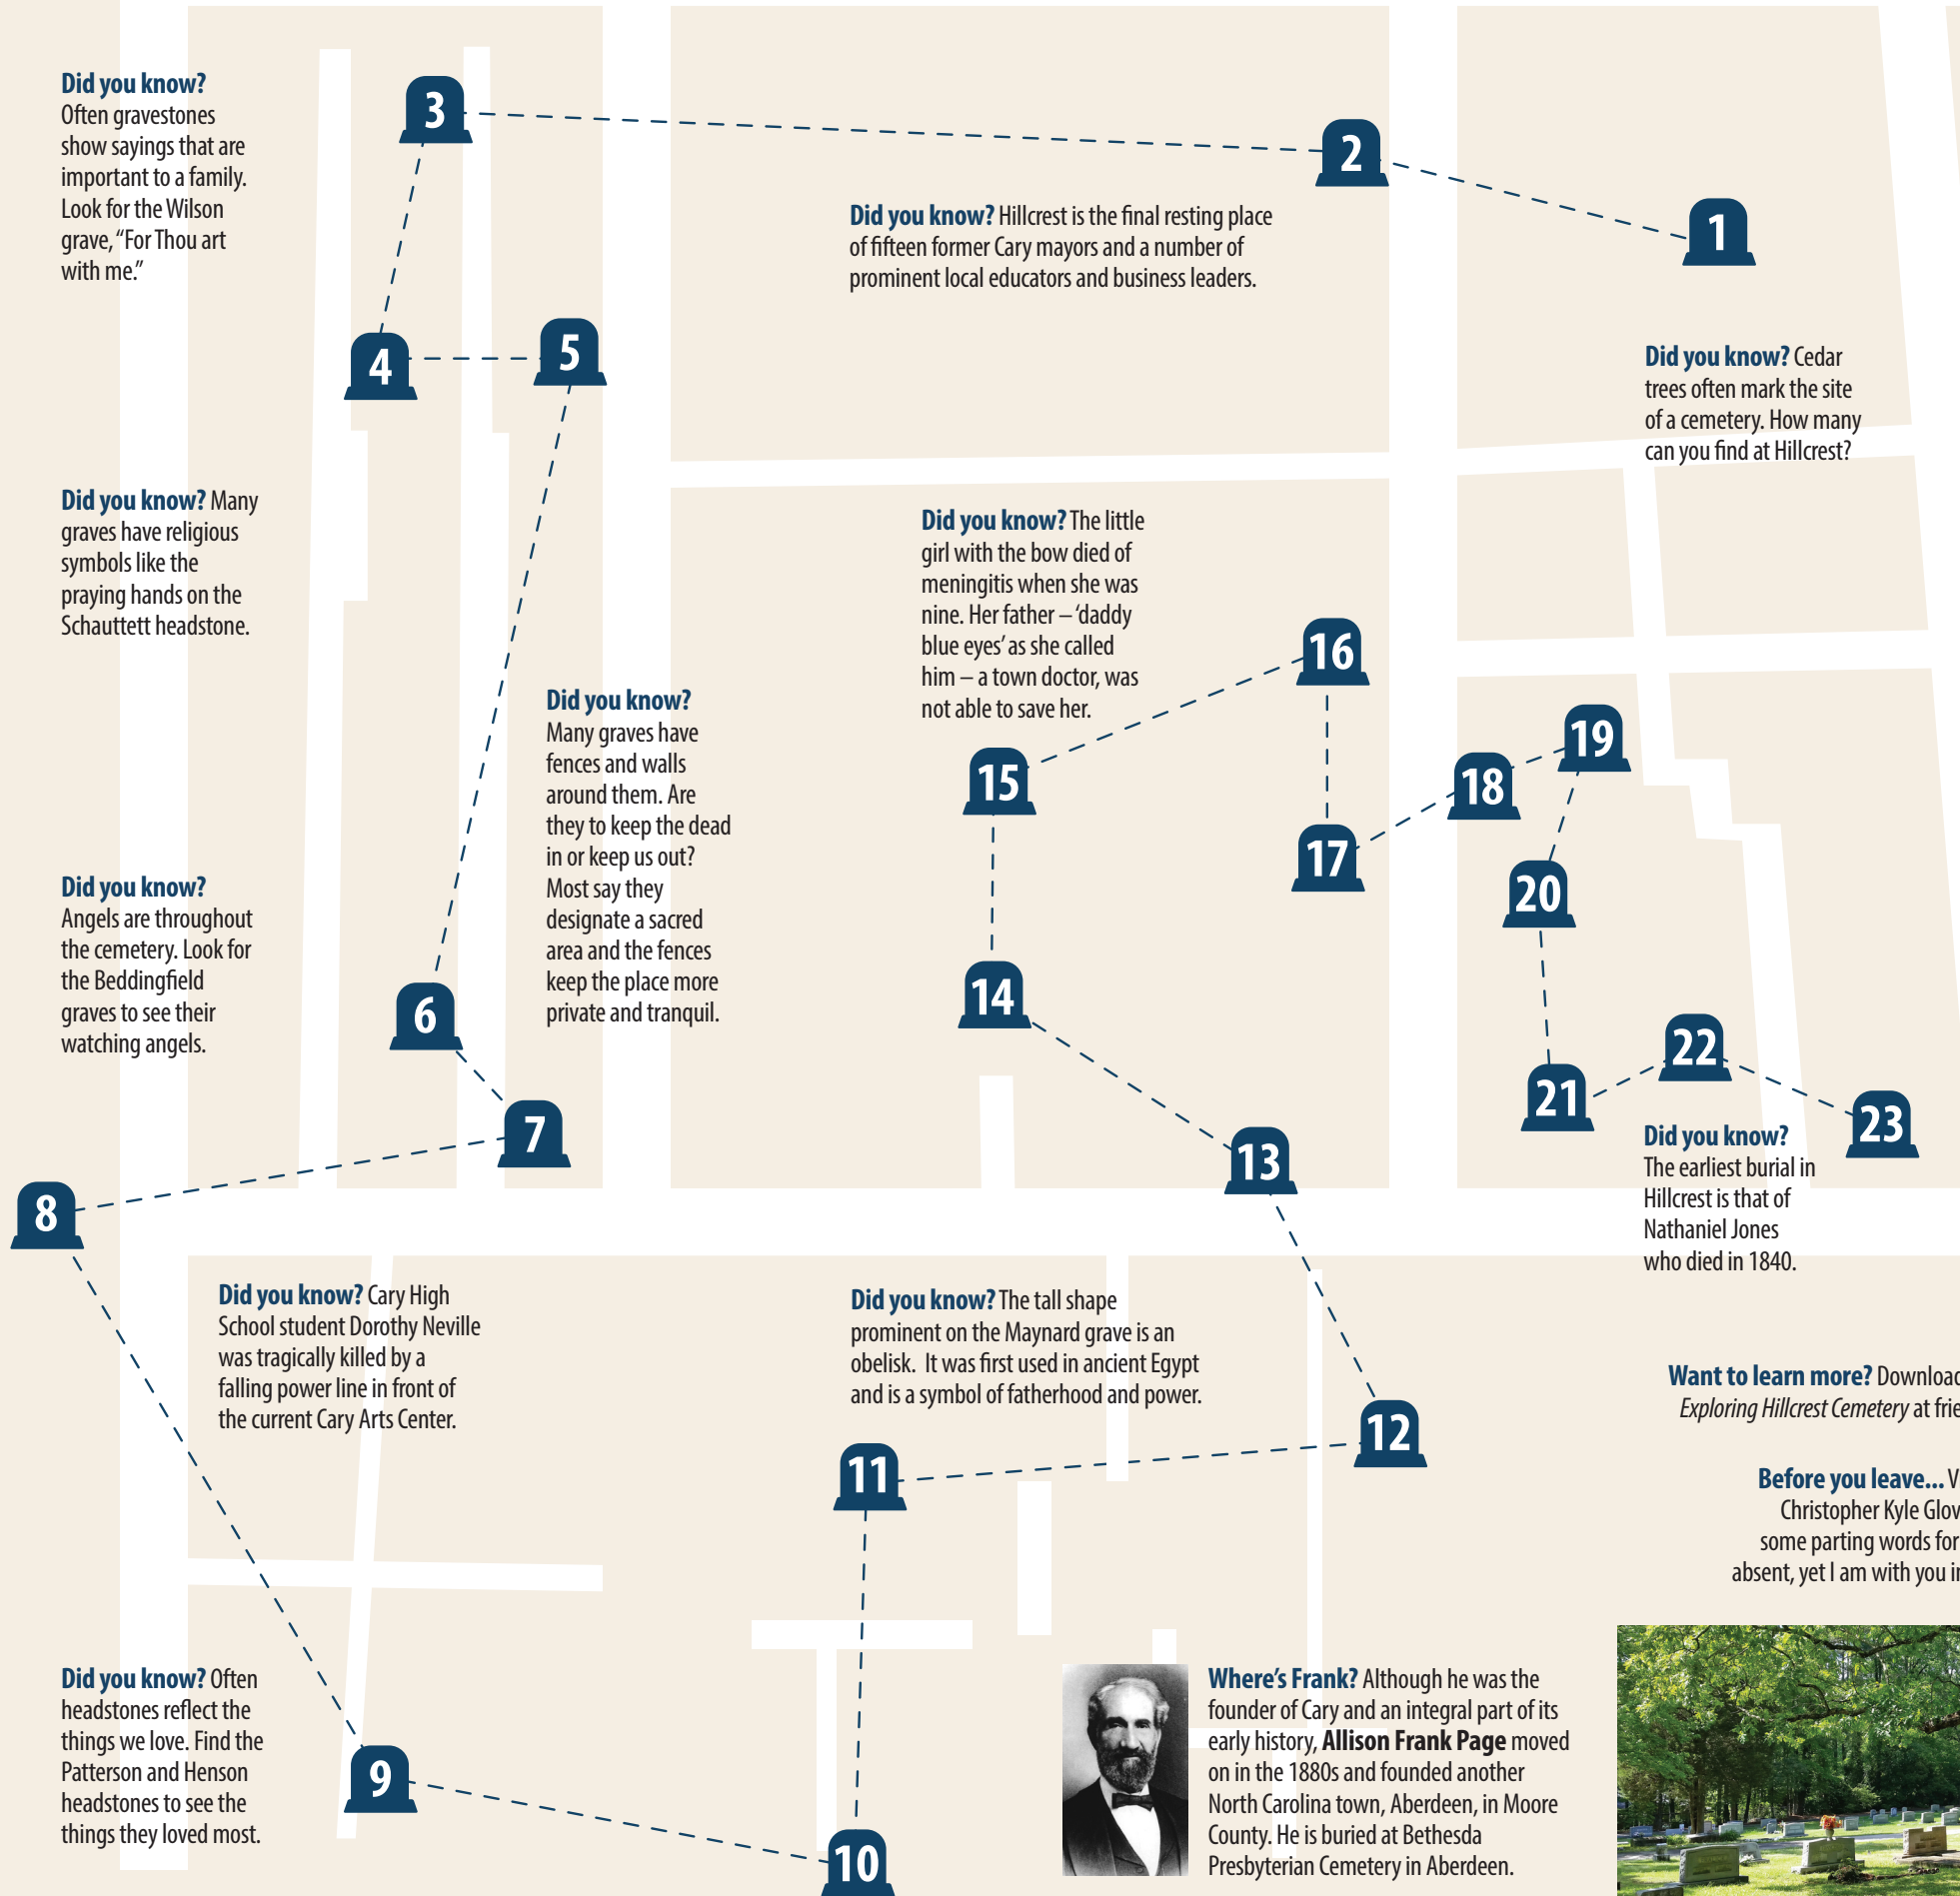 Did you know?
Often gravestones
show sayings that are
important to a family.
Look for the Wilson
grave, “For Thou art
with me.”
3
2
1
Did you know? Hillcrest is the final resting place
of fifteen former Cary mayors and a number of
prominent local educators and business leaders.
4
5
Did you know? Cedar
trees often mark the site
of a cemetery. How many
can you find at Hillcrest?
Did you know? Many
graves have religious
symbols like the
praying hands on the
Schauttett headstone.
Did you know? The little
girl with the bow died of
meningitis when she was
nine. Her father – ‘daddy
blue eyes’ as she called
him – a town doctor, was
not able to save her.
16
15
19
18
17
20
Did you know?
Many graves have
fences and walls
around them. Are
they to keep the dead
in or keep us out?
Most say they
designate a sacred
area and the fences
keep the place more
private and tranquil.
Did you know?
Angels are throughout
the cemetery. Look for
the Beddingfield
graves to see their
watching angels.
6
14
7
8
13
22
21
23
Did you know?
The earliest burial in
Hillcrest is that of
Nathaniel Jones
who died in 1840.
Did you know? Cary High
School student Dorothy Neville
was tragically killed by a
falling power line in front of
the current Cary Arts Center.
Did you know? The tall shape
prominent on the Maynard grave is an
obelisk. It was first used in ancient Egypt
and is a symbol of fatherhood and power.
12
11
Want to learn more? Download
Exploring Hillcrest Cemetery at frie
Before you leave... V
Christopher Kyle Glov
some parting words for
absent, yet I am with you in
Did you know? Often
headstones reflect the
things we love. Find the
Patterson and Henson
headstones to see the
things they loved most.
9
10
Where’s Frank? Although he was the
founder of Cary and an integral part of its
early history, Allison Frank Page moved
on in the 1880s and founded another
North Carolina town, Aberdeen, in Moore
County. He is buried at Bethesda
Presbyterian Cemetery in Aberdeen.